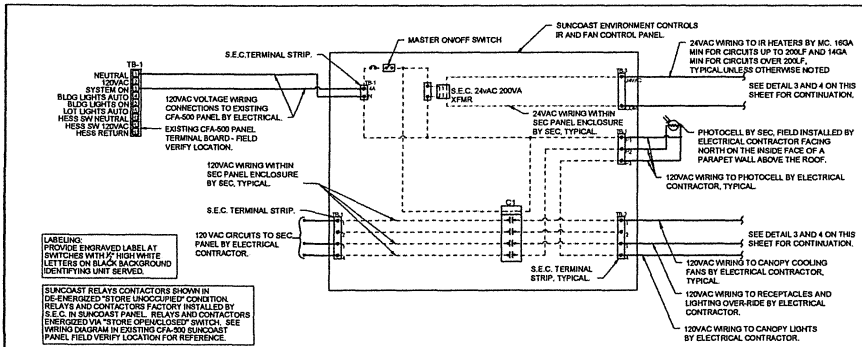 MASTER ON/OFF SWITCH
S.E.C. TERMINAL STRIP.
SUNCOAST ENVIRONMENT CONTROLS
IR AND FAN CONTROL PANEL.
24VAC WIRING TO IR HEATERS BY MC. 16GA
MIN FOR CIRCUITS UP TO 200LF AND 14GA
MIN FOR CIRCUITS OVER 200LF,
TYPICAL UNLESS OTHERWISE NOTED
TB-1
NEUTRAL
120VAC
SYSTEM ON
BLDG LIGHTS AUTO
BLDG LIGHTS ON
LOT LIGHTS AUTO
HESS SW NEUTRAL
HESS SW 120VAC
HESS RETURN
120VAC VOLTAGE WIRING
CONNECTIONS TO EXISTING
CFA-500 PANEL BY ELECTRICAL.
EXISTING CFA-500 PANEL
TERMINAL BOARD - FIELD
VERIFY LOCATION.
TB-1
4A
N
S.E.C. 24VAC 200VA
XFMR
24VAC WIRING WITHIN
SEC PANEL ENCLOSURE
BY SEC, TYPICAL.
SEE DETAIL 3 AND 4 ON THIS
SHEET FOR CONTINUATION.
PHOTOCELL BY SEC, FIELD INSTALLED BY
ELECTRICAL CONTRACTOR FACING
NORTH ON THE INSIDE FACE OF A
PARAPET WALL ABOVE THE ROOF.
120VAC WIRING TO PHOTOCELL BY ELECTRICAL
CONTRACTOR, TYPICAL.
120VAC WIRING WITHIN
SEC PANEL ENCLOSURE
BY SEC, TYPICAL.
S.E.C. TERMINAL STRIP.
C1
120 VAC CIRCUITS TO SEC
PANEL BY ELECTRICAL
CONTRACTOR.
S.E.C. TERMINAL
STRIP, TYPICAL.
SEE DETAIL 3 AND 4 ON THIS
SHEET FOR CONTINUATION.
120VAC WIRING TO CANOPY COOLING
FANS BY ELECTRICAL CONTRACTOR,
TYPICAL.
120VAC WIRING TO RECEPTACLES AND
LIGHTING OVER-RIDE BY ELECTRICAL
CONTRACTOR.
120VAC WIRING TO CANOPY LIGHTS
BY ELECTRICAL CONTRACTOR.
LABELING:
PROVIDE ENGRAVED LABEL AT
SWITCHES WITH HIGH WHITE
LETTERS ON BLACK BACKGROUND
IDENTIFYING UNIT SERVED.
SUNCOAST RELAYS CONTACTORS SHOWN IN
DE-ENERGIZED "STORE UNOCCUPIED" CONDITION.
RELAYS AND CONTACTORS FACTORY INSTALLED BY
S.E.C. IN SUNCOAST PANEL. RELAYS AND CONTACTORS
ENERGIZED VIA "STORE OPEN/CLOSED" SWITCH. SEE
WIRING DIAGRAM IN EXISTING CFA-500 SUNCOAST
PANEL FIELD VERIFY LOCATION FOR REFERENCE.